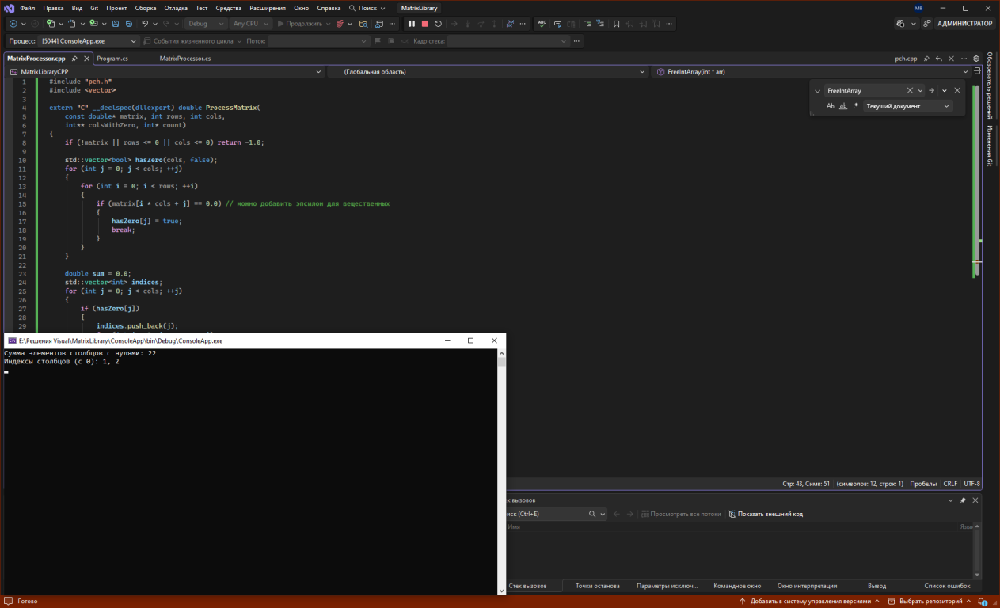 Файл Правка Вид Git Проект Сборка Отладка Тест Средства Расширения Окно Справка Поиск MatrixLibrary MB
Debug Any CPU Продолжить АДМИНИСТРАТОР
Процесс: [5044] ConsoleApp.exe События жизненного цикла Поток: Кадр стека:
MatrixProcessor.cpp Program.cs MatrixProcessor.cs pch.cpp
MatrixLibraryCPP (Глобальная область) FreeIntArray(int * arr)
FreeIntArray
Ab ab .* Текущий документ
Обозреватель решений
Изменения Git
1 #include "pch.h"
2 #include <vector>
3
4 extern "C" __declspec(dllexport) double ProcessMatrix(
5 const double* matrix, int rows, int cols,
6 int** colsWithZero, int* count)
7 {
8 if (!matrix || rows <= 0 || cols <= 0) return -1.0;
9
10 std::vector<bool> hasZero(cols, false);
11 for (int j = 0; j < cols; ++j)
12 {
13 for (int i = 0; i < rows; ++i)
14 {
15 if (matrix[i * cols + j] == 0.0) // можно добавить эпсилон для вещественных
16 {
17 hasZero[j] = true;
18 break;
19 }
20 }
21 }
22
23 double sum = 0.0;
24 std::vector<int> indices;
25 for (int j = 0; j < cols; ++j)
26 {
27 if (hasZero[j])
28 {
29 indices.push_back(j);
E:\Решения Visual\MatrixLibrary\ConsoleApp\bin\Debug\ConsoleApp.exe
Сумма элементов столбцов с нулями: 22
Индексы столбцов (с 0): 1, 2
Стр: 43, Симв: 51 (символов: 12, строк: 1) Пробелы CRLF UTF-8
к вызовов
иск (Ctrl+E) Просмотреть все потоки Показать внешний код
Имя Язы
Стек вызовов Точки останова Параметры исключ... Командное окно Окно интерпретации Вывод Список ошибок
Готово Добавить в систему управления версиями Выбрать репозиторий 1